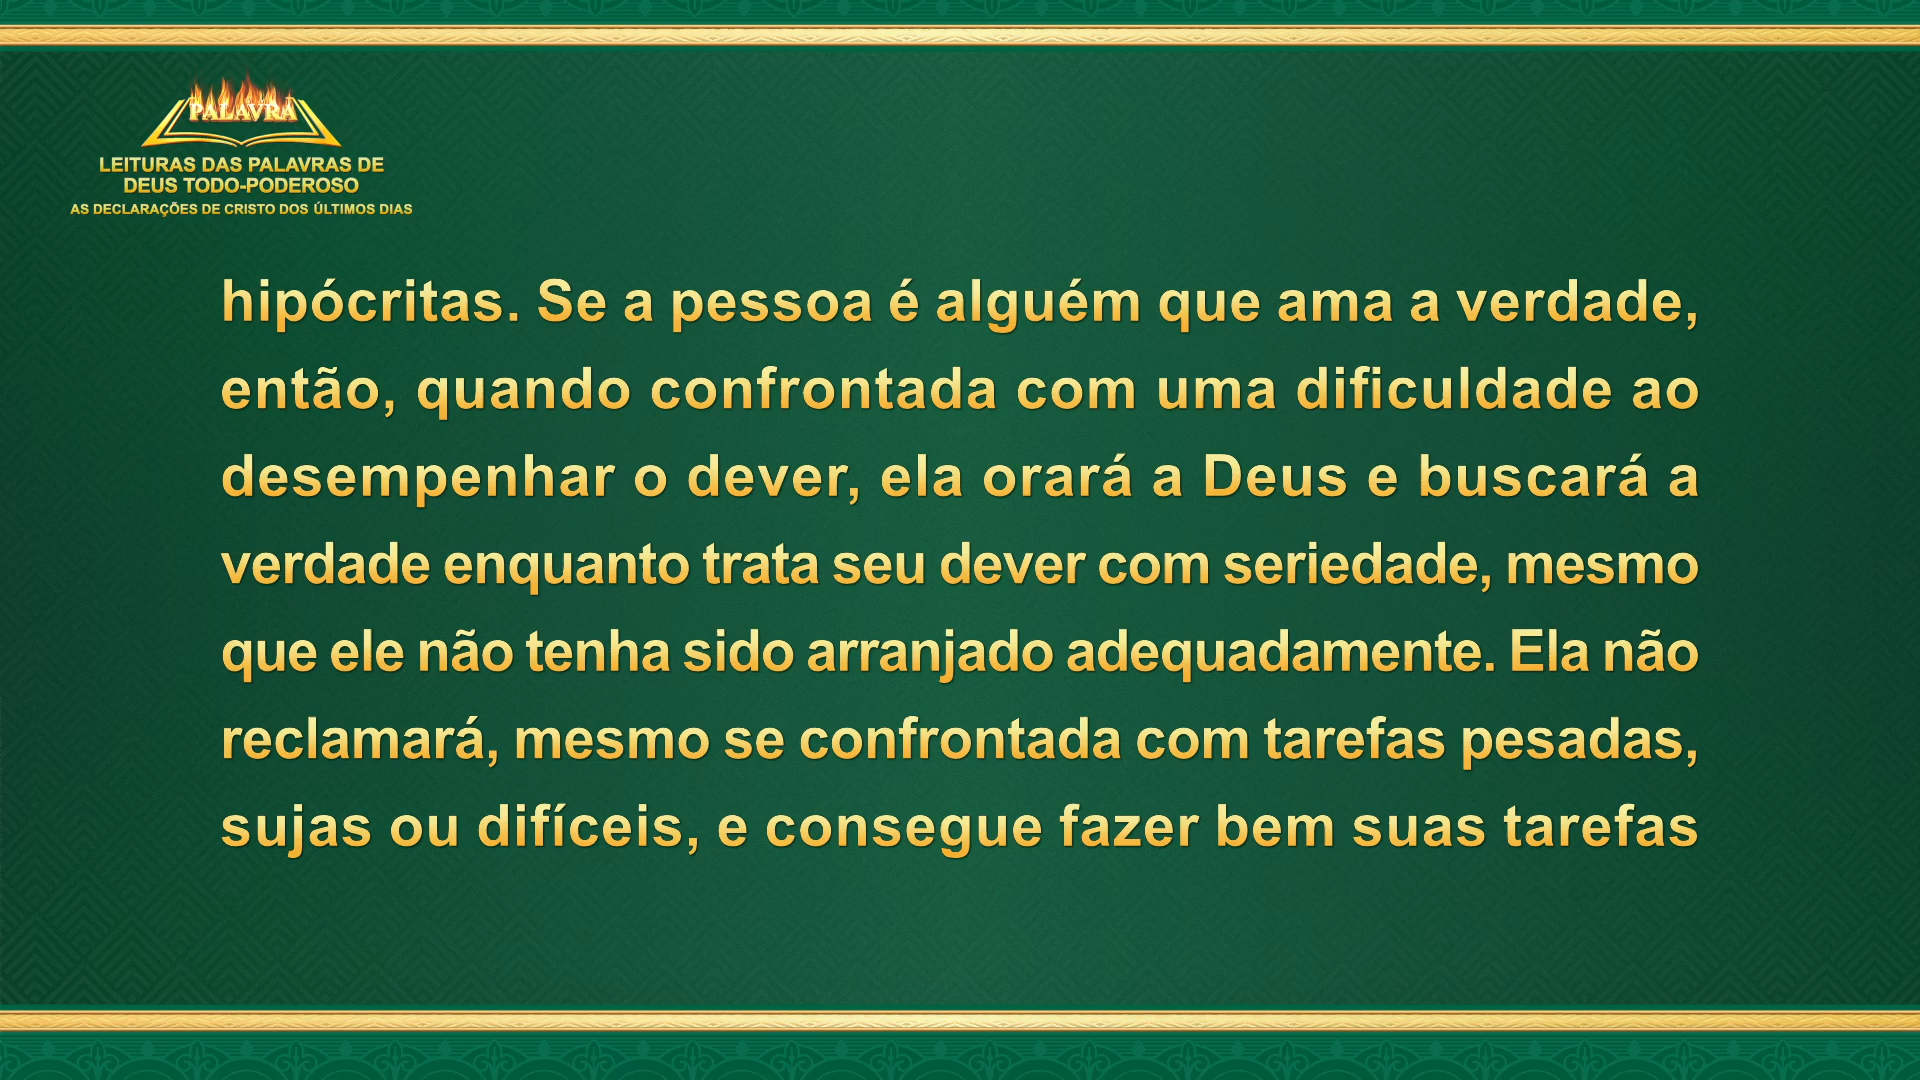 PALAVRA
LEITURAS DAS PALAVRAS DE
DEUS TODO-PODEROSO
AS DECLARAÇÕES DE CRISTO DOS ÚLTIMOS DIAS
hipócritas. Se a pessoa é alguém que ama a verdade,
então, quando confrontada com uma dificuldade ao
desempenhar o dever, ela orará a Deus e buscará a
verdade enquanto trata seu dever com seriedade, mesmo
que ele não tenha sido arranjado adequadamente. Ela não
reclamará, mesmo se confrontada com tarefas pesadas,
sujas ou difíceis, e consegue fazer bem suas tarefas